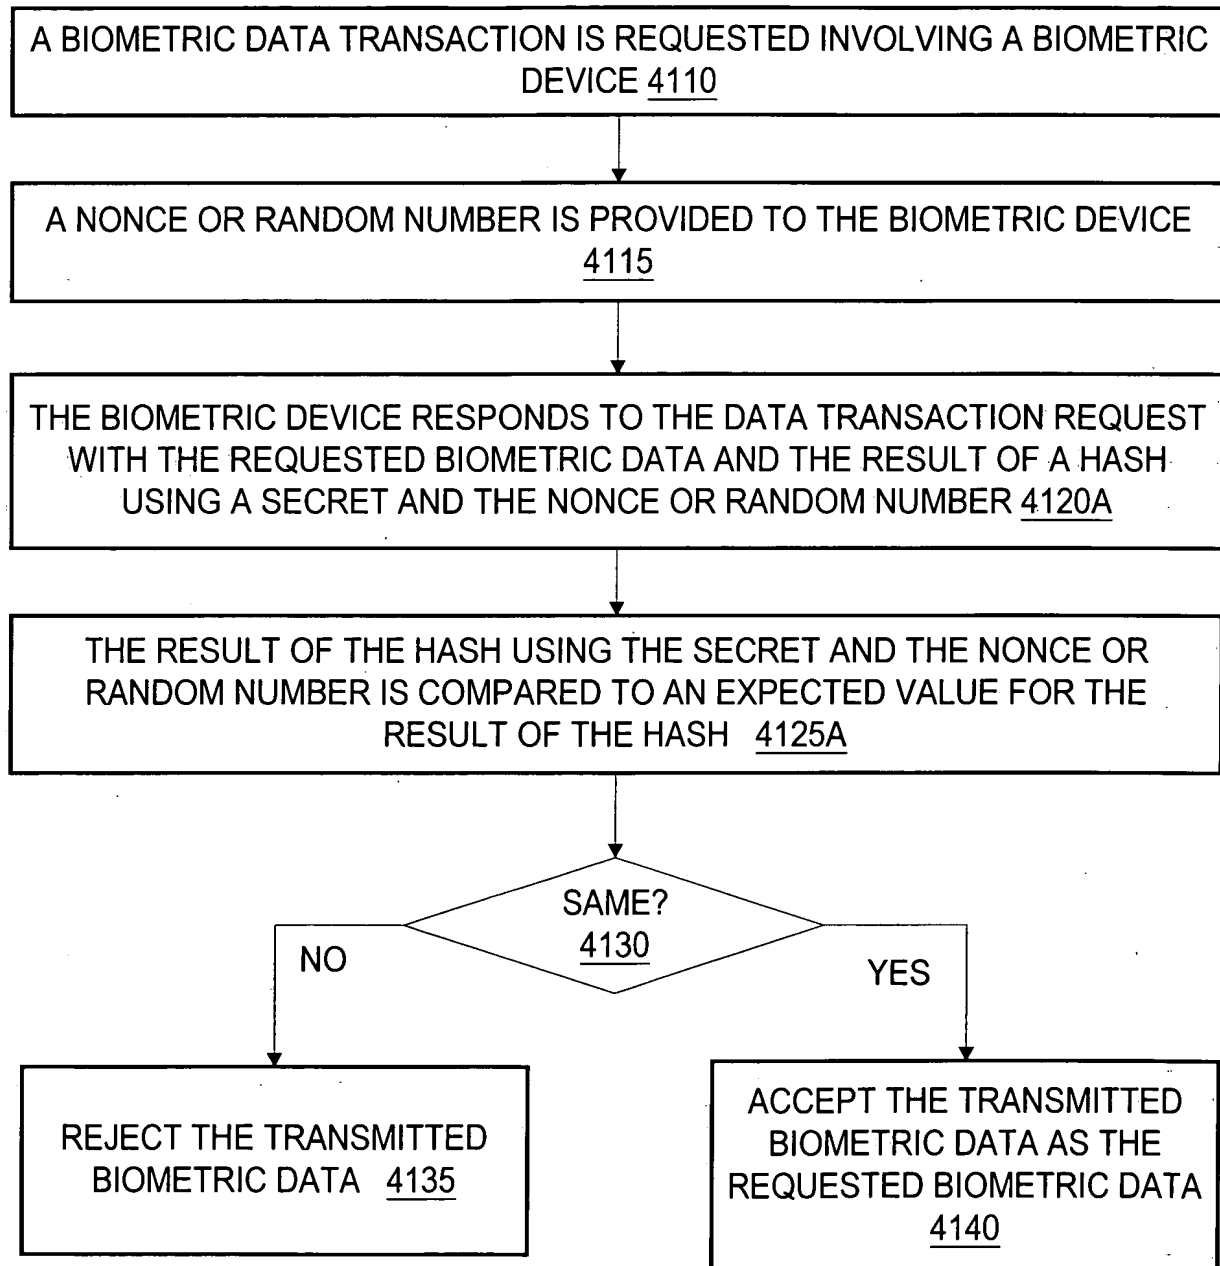 A BIOMETRIC DATA TRANSACTION IS REQUESTED INVOLVING A BIOMETRIC
DEVICE 4110
A NONCE OR RANDOM NUMBER IS PROVIDED TO THE BIOMETRIC DEVICE
4115
THE BIOMETRIC DEVICE RESPONDS TO THE DATA TRANSACTION REQUEST
WITH THE REQUESTED BIOMETRIC DATA AND THE RESULT OF A HASH
USING A SECRET AND THE NONCE OR RANDOM NUMBER 4120A
THE RESULT OF THE HASH USING THE SECRET AND THE NONCE OR
RANDOM NUMBER IS COMPARED TO AN EXPECTED VALUE FOR THE
RESULT OF THE HASH 4125A
SAME?
4130
NO
YES
REJECT THE TRANSMITTED
BIOMETRIC DATA 4135
ACCEPT THE TRANSMITTED
BIOMETRIC DATA AS THE
REQUESTED BIOMETRIC DATA
4140